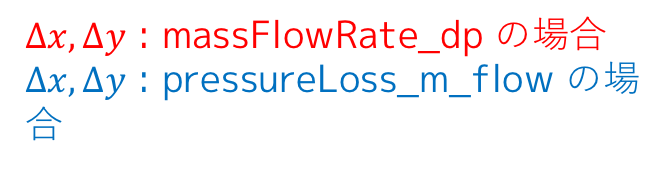 Δx, Δy : massFlowRate_dp の場合
Δx, Δy : pressureLoss_m_flow の場
合